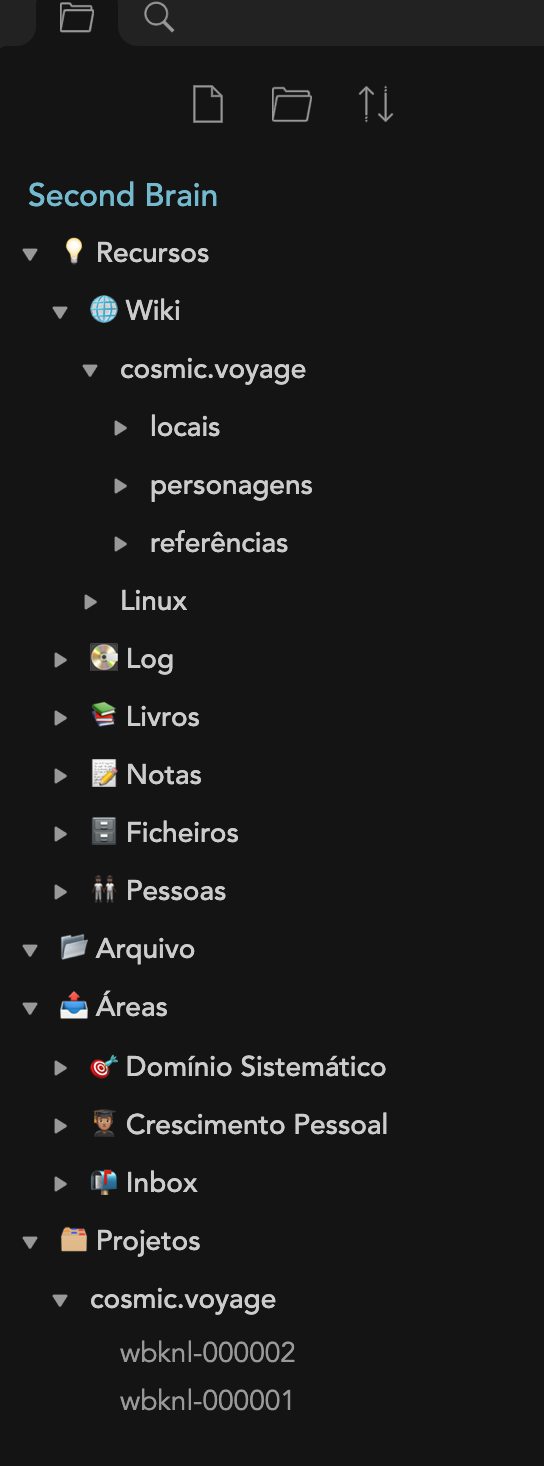 Second Brain
Recursos
Wiki
cosmic.voyage
locais
personagens
referências
Linux
Log
Livros
Notas
Ficheiros
Pessoas
Arquivo
Áreas
Domínio Sistemático
Crescimento Pessoal
Inbox
Projetos
cosmic.voyage
wbknl-000002
wbknl-000001